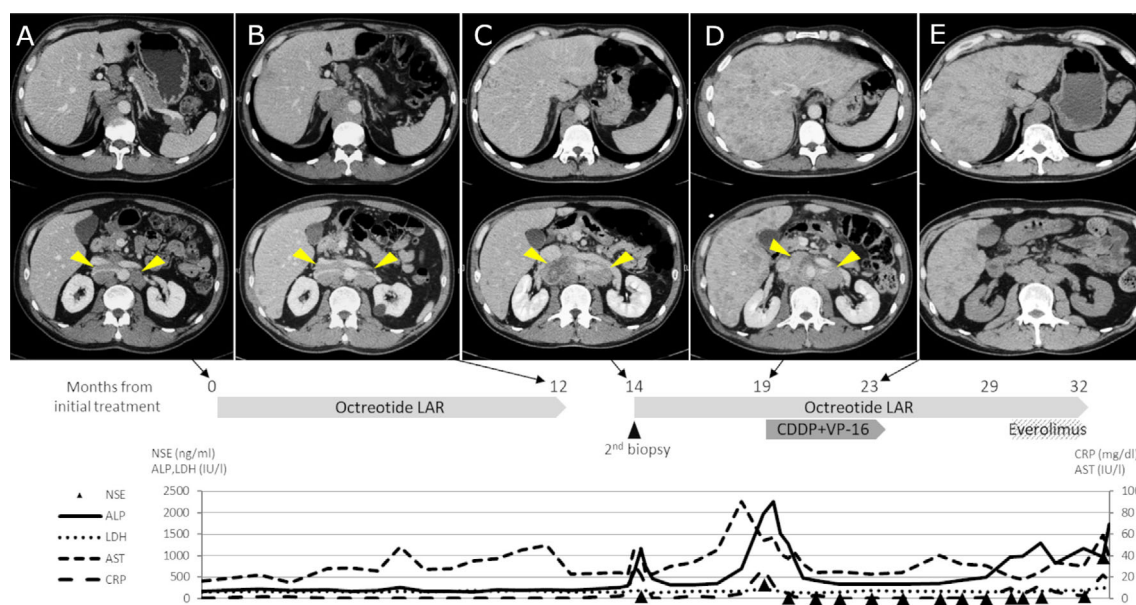 A B C D E
Months from
initial treatment
0 12 14 19 23 29 32
Octreotide LAR Octreotide LAR
CDDP+VP-16 Everolimus
2nd biopsy
NSE (ng/ml)
ALP,LDH (IU/l)
CRP (mg/dl)
AST(IU/l)
NSE
ALP
LDH
AST
CRP
2500 100
2000 80
1500 60
1000 40
500 20
0 0